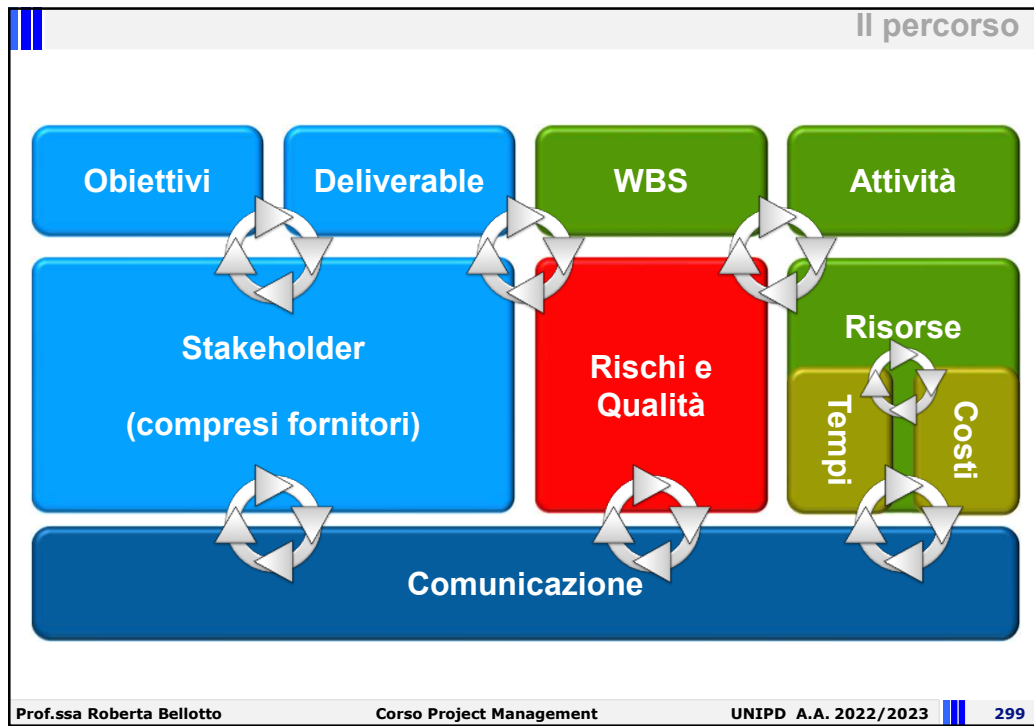 Il percorso
Obiettivi
Deliverable
WBS
Attività
Stakeholder
(compresi fornitori)
Rischi e
Qualità
Risorse
Tempi
Costi
Comunicazione
Prof.ssa Roberta Bellotto
Corso Project Management
UNIPD A.A. 2022/2023
299